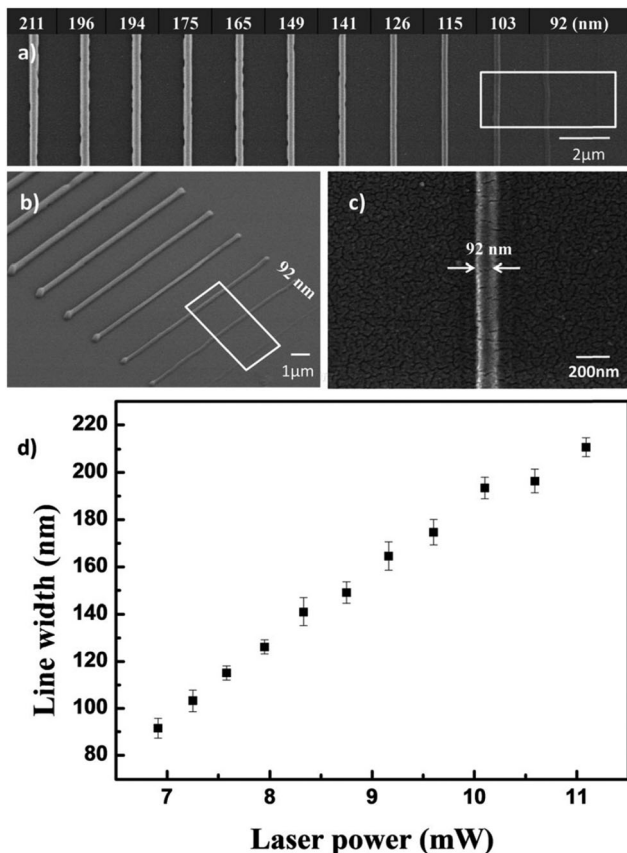 211 196 194 175 165 149 141 126 115 103 92 (nm)
a)
2μm
b)
92 nm
1μm
c)
92 nm
200nm
d)
220
200
180
160
140
120
100
80
Line width (nm)
7 8 9 10 11
Laser power (mW)